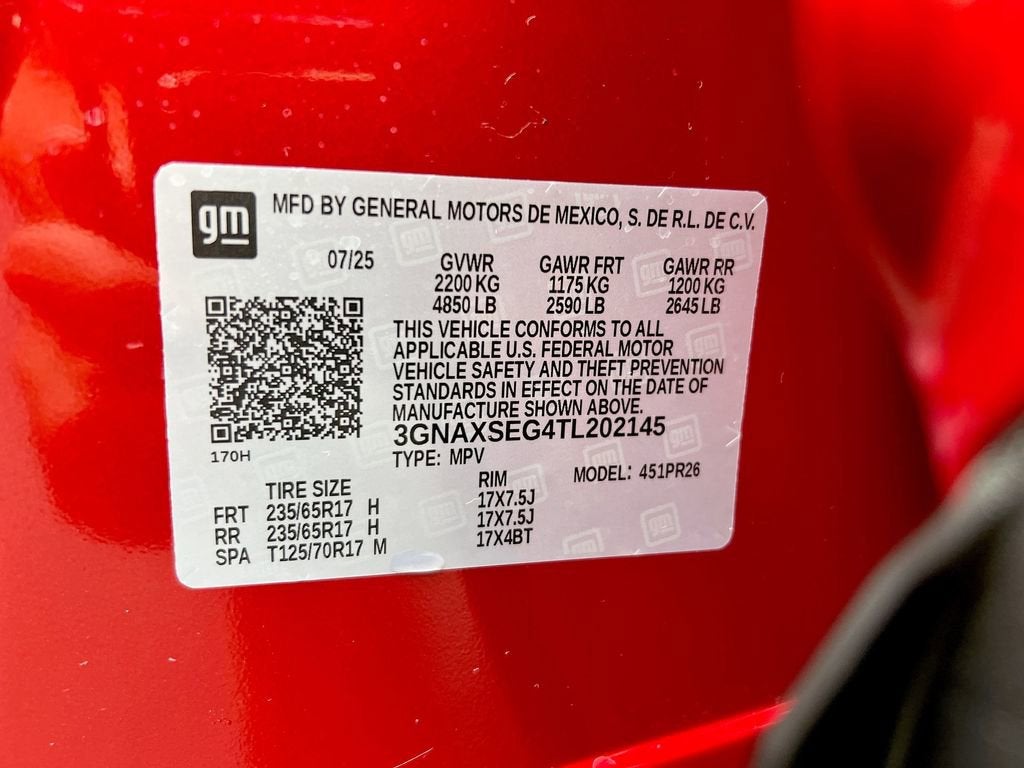 gm MFD BY GENERAL MOTORS DE MEXICO, S. DE R.L. DE C.V.
07/25 GVWR GAWR FRT GAWR RR
2200 KG 1175 KG 1200 KG
4850 LB 2590 LB 2645 LB
THIS VEHICLE CONFORMS TO ALL
APPLICABLE U.S. FEDERAL MOTOR
VEHICLE SAFETY AND THEFT PREVENTION
STANDARDS IN EFFECT ON THE DATE OF
MANUFACTURE SHOWN ABOVE.
3GNAXSEG4TL202145
170H TYPE: MPV MODEL: 451PR26
TIRE SIZE RIM
FRT 235/65R17 H 17X7.5J
RR 235/65R17 H 17X7.5J
SPA T125/70R17 M 17X4BT